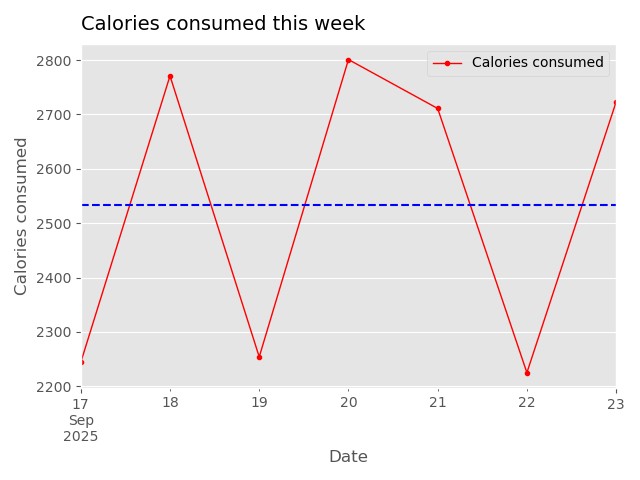 Calories consumed this week
Calories consumed
2800
2700
2600
2500
2400
2300
2200
Calories consumed
17 18 19 20 21 22 23
Sep
2025
Date